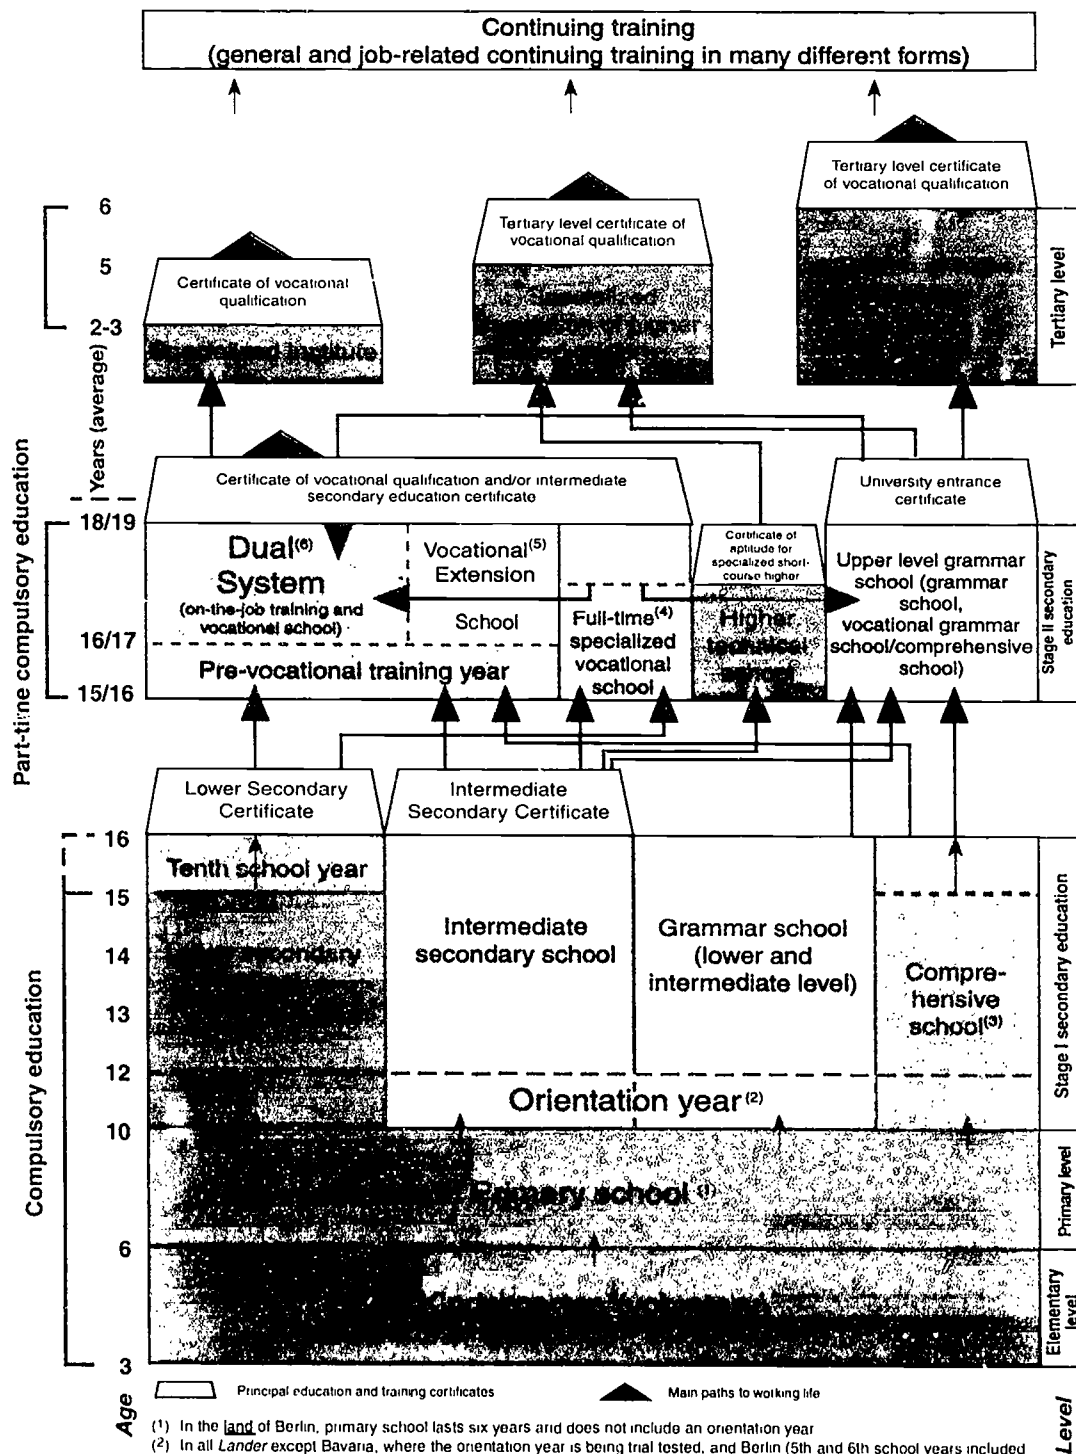 Continuing training
(general and job-related continuing training in many different forms)
Tertiary level certificate
of vocational qualification
Tertiary level certificate of
vocational qualification
Certificate of vocational
qualification
institute
6
5
2-3
Years (average)
Tertiary level
Part-time compulsory education
Certificate of vocational qualification and/or intermediate
secondary education certificate
University entrance
certificate
18/19
16/17
15/16
Dual(6)
System
(on-the-job training and
vocational school)
Vocational(5)
Extension
School
Pre-vocational training year
Full-time(4)
specialized
vocational
school
Certificate of
aptitude for
specialized short-
course higher
Higher
technical
school
Upper level grammar
school (grammar
school,
vocational grammar
school/comprehensive
school)
Stage II secondary
education
Lower Secondary
Certificate
Intermediate
Secondary Certificate
16
15
14
13
12
10
6
3
Compulsory education
Tenth school year
secondary
Intermediate
secondary school
Grammar school
(lower and
intermediate level)
Compre-
hensive
school(3)
Orientation year (2)
Stage I secondary education
Primary school (1)
Primary level
Elementary
level
Age
Level
Principal education and training certificates
Main paths to working life
(1) In the land of Berlin, primary school lasts six years and does not include an orientation year
(2) In all Lander except Bavaria, where the orientation year is being trial tested, and Berlin (5th and 6th school years included